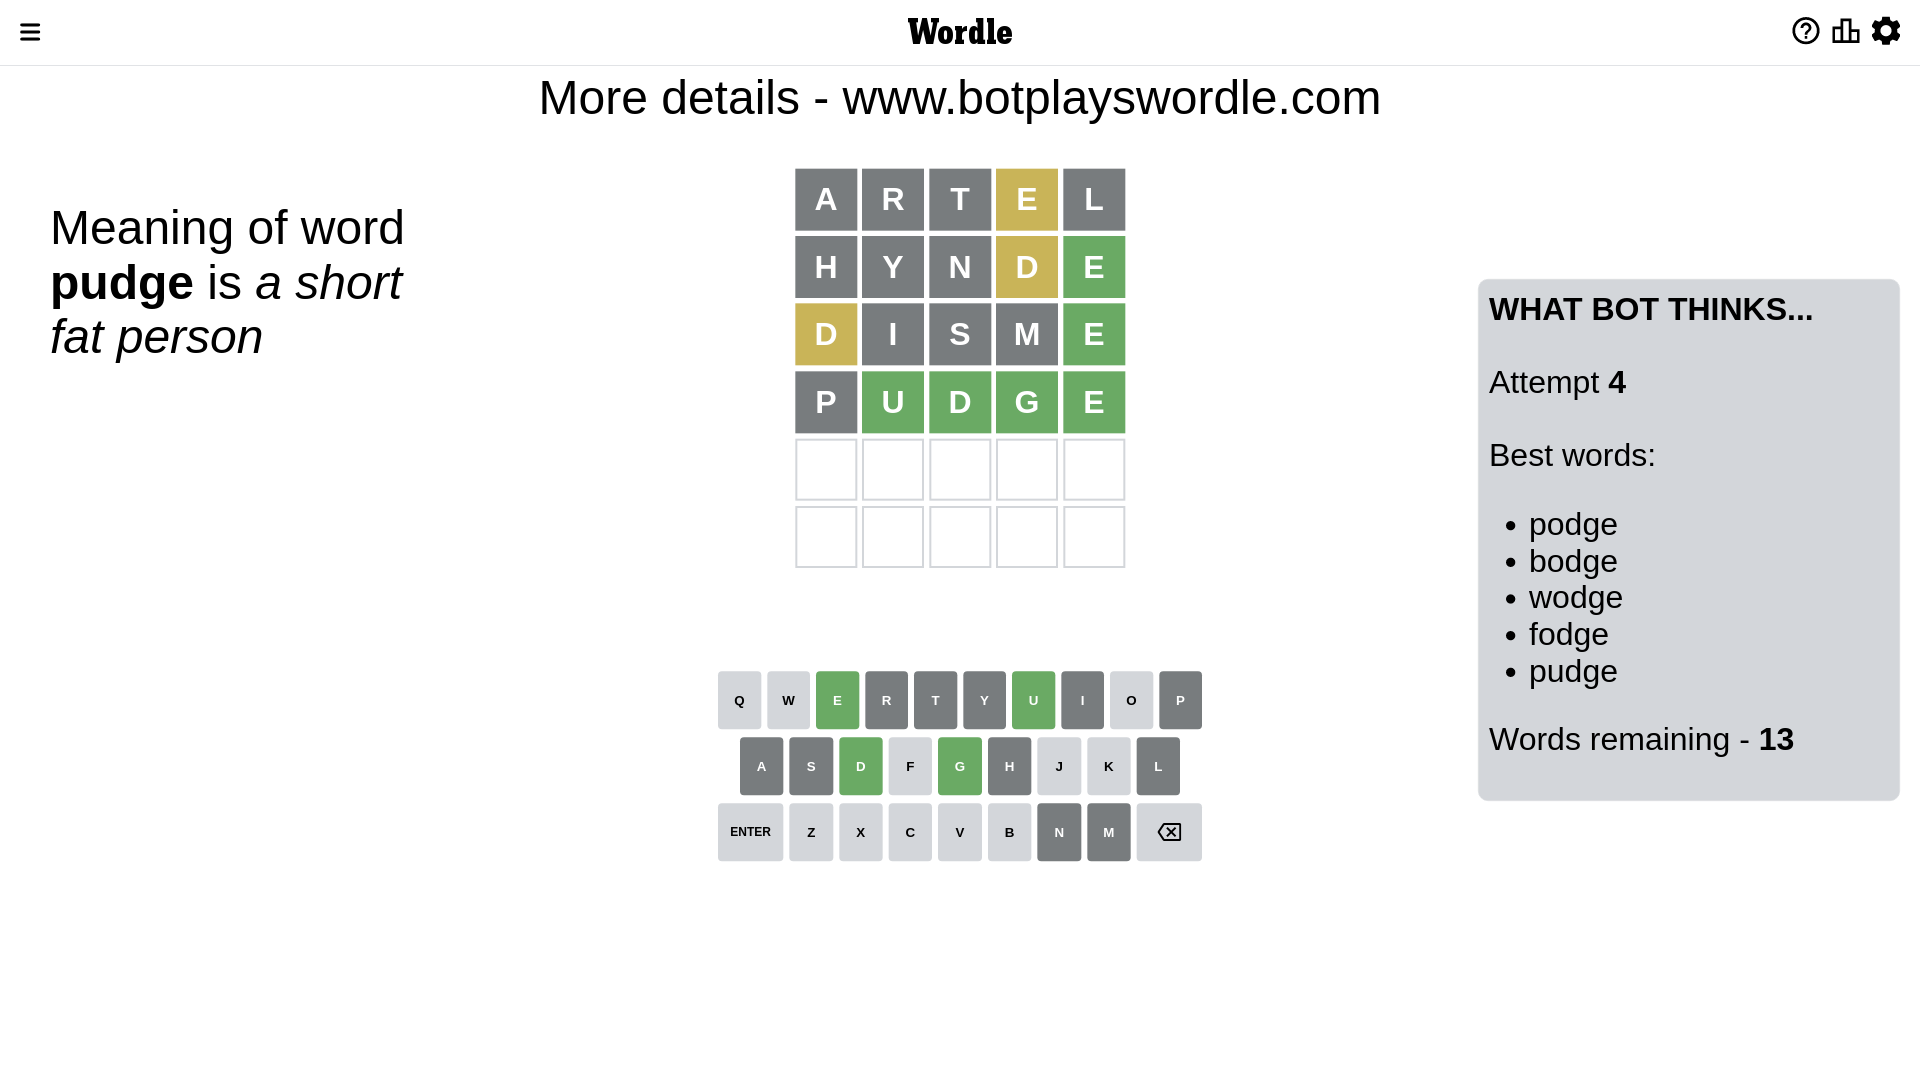 Wordle
More details - www.botplayswordle.com
Meaning of word
pudge is a short
fat person
A R T E L
H Y N D E
D I S M E
P U D G E
WHAT BOT THINKS...
Attempt 4
Best words:
• podge
• bodge
• wodge
• fodge
• pudge
Words remaining - 13
Q W E R T Y U I O P
A S D F G H J K L
ENTER Z X C V B N M